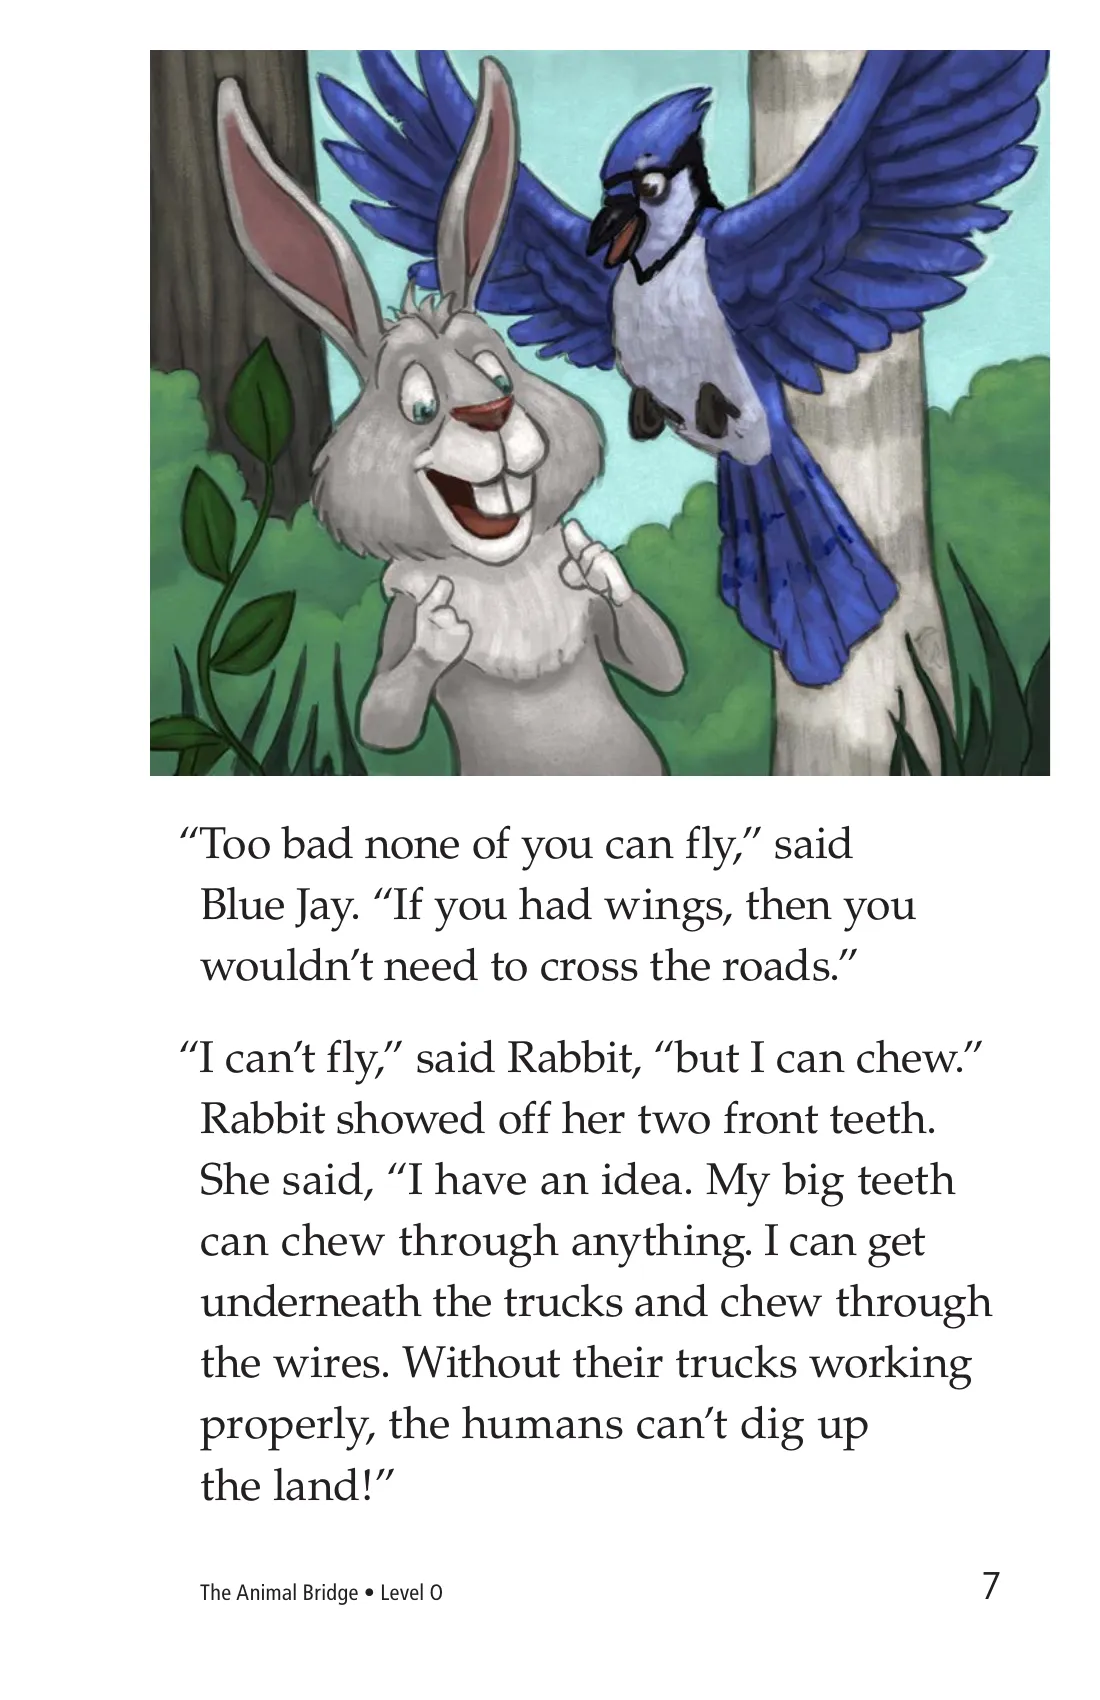 “Too bad none of you can fly,” said
Blue Jay. “If you had wings, then you
wouldn’t need to cross the roads.”
“I can’t fly,” said Rabbit, “but I can chew.”
Rabbit showed off her two front teeth.
She said, “I have an idea. My big teeth
can chew through anything. I can get
underneath the trucks and chew through
the wires. Without their trucks working
properly, the humans can’t dig up
the land!”
The Animal Bridge • Level O
7